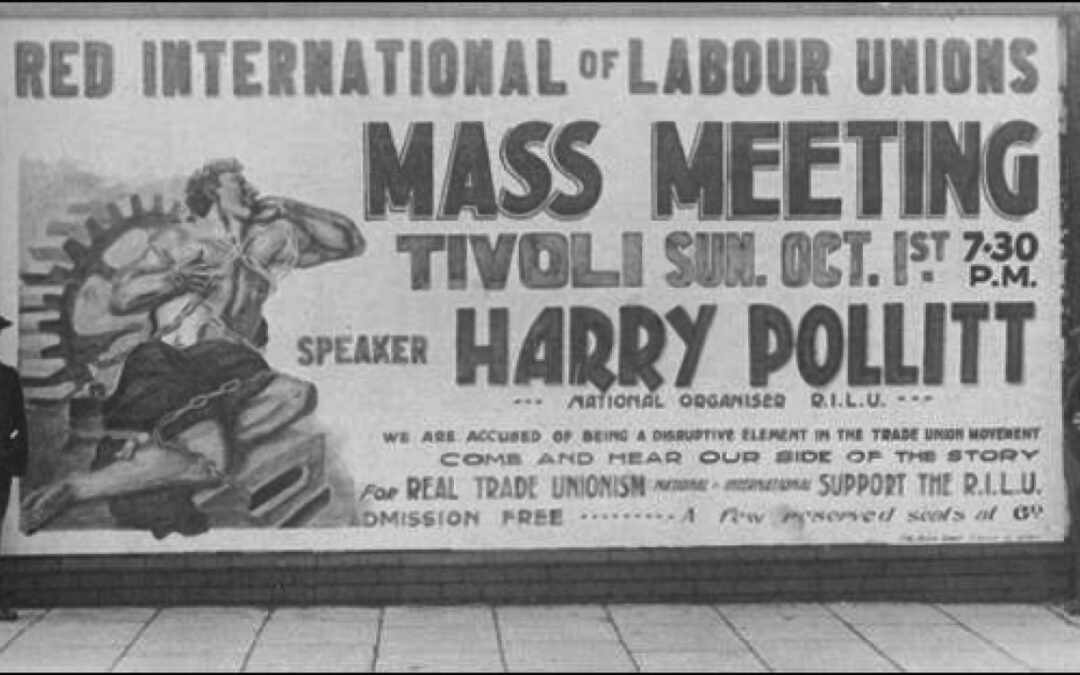 RED INTERNATIONAL OF LABOUR UNIONS
MASS MEETING
TIVOLI SUN. OCT. 1ST 7·30 P.M.
SPEAKER HARRY POLLITT
--- NATIONAL ORGANISER R.I.L.U. ---
WE ARE ACCUSED OF BEING A DISRUPTIVE ELEMENT IN THE TRADE UNION MOVEMENT
COME AND HEAR OUR SIDE OF THE STORY
FOR REAL TRADE UNIONISM NATIONAL & INTERNATIONAL SUPPORT THE R.I.L.U.
ADMISSION FREE --------- A few reserved seats at 6D